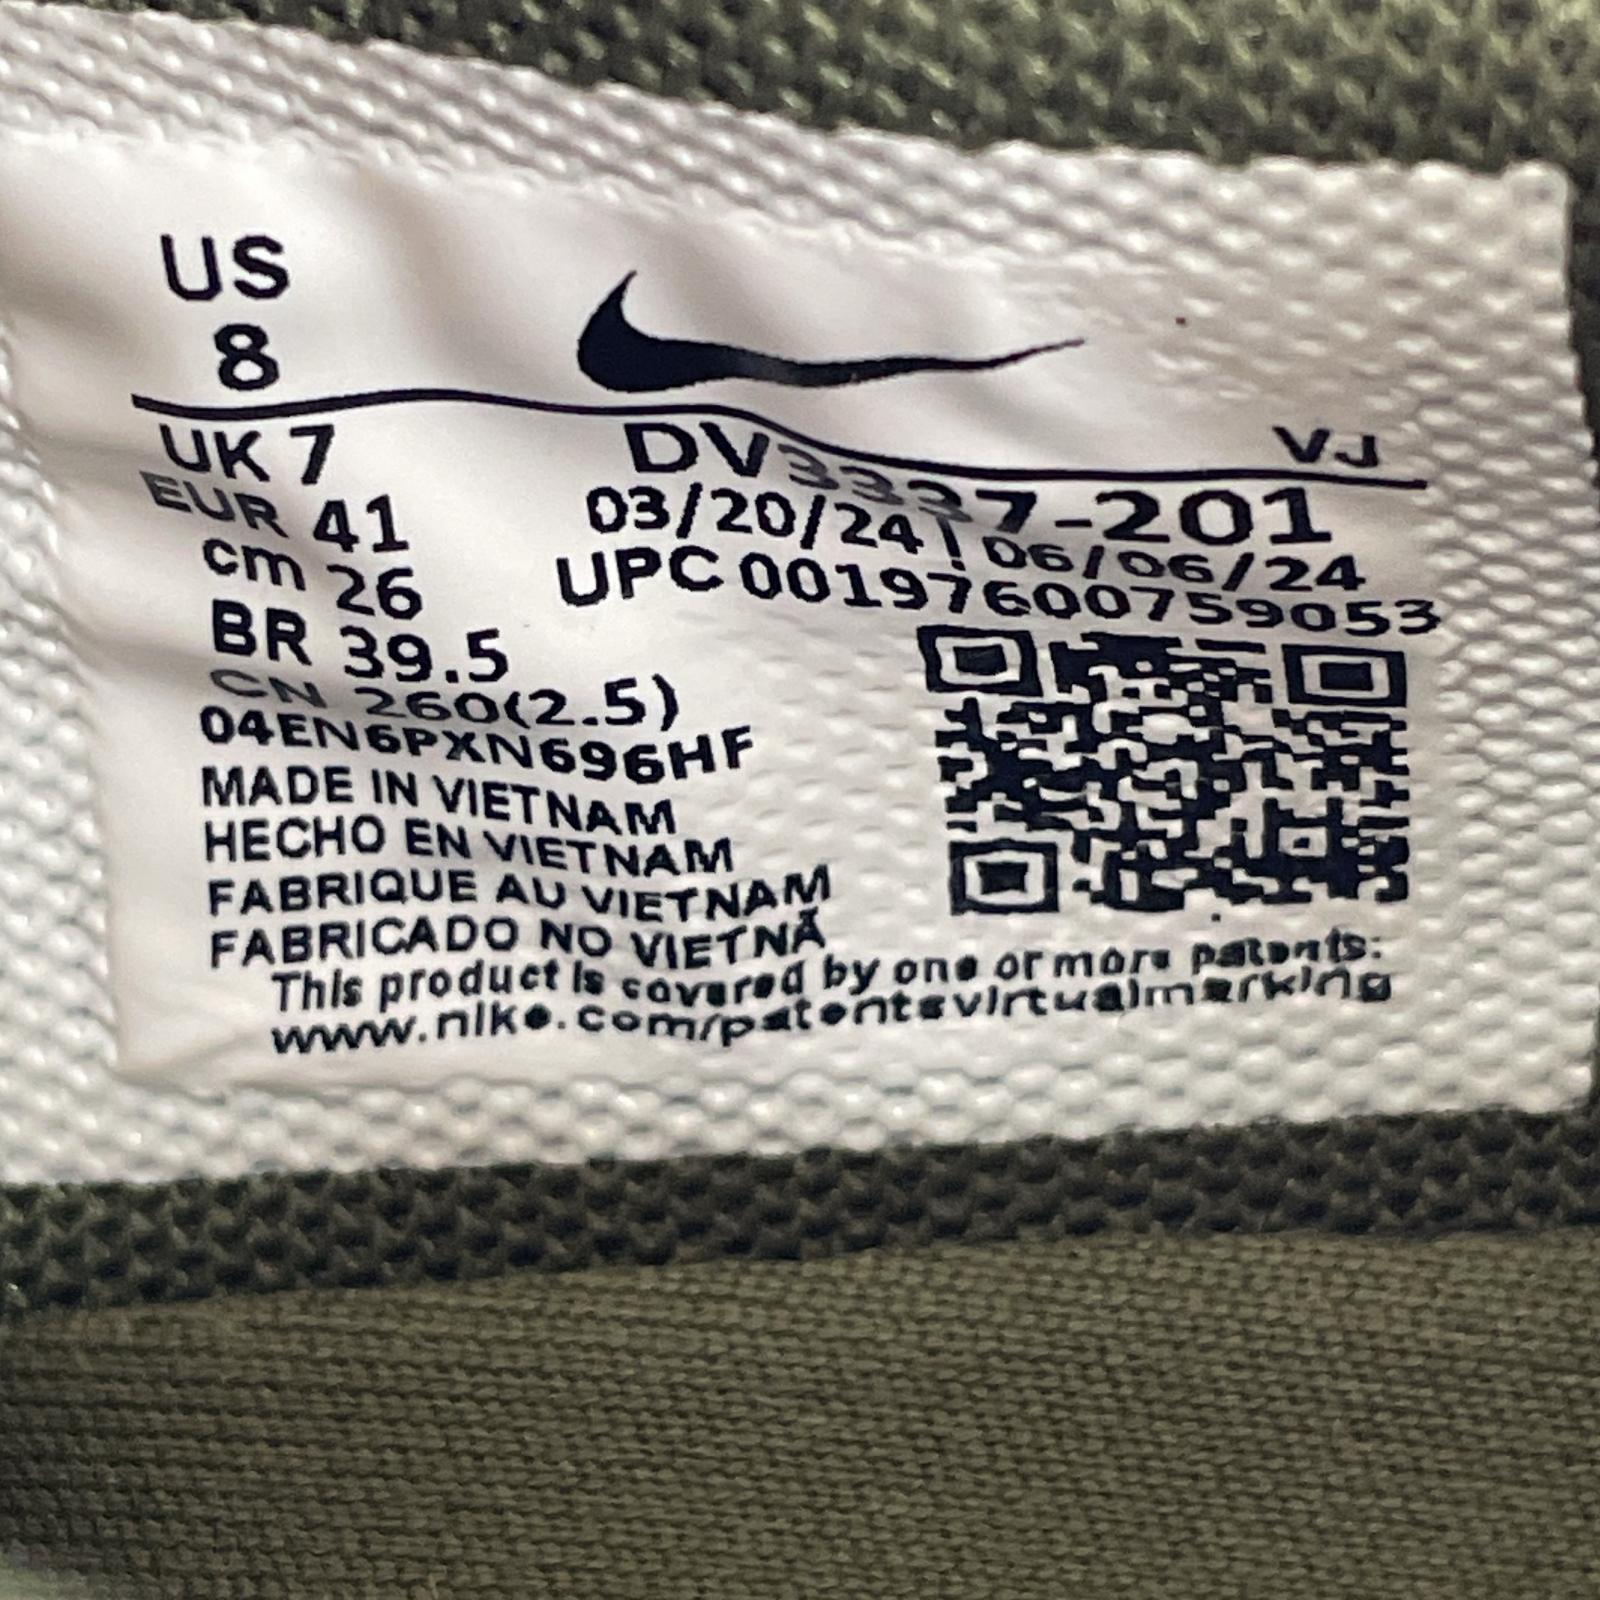 US
8
UK 7
EUR 41
cm 26
BR 39.5
CN 260(2.5)
04EN6PXN696HF
MADE IN VIETNAM
HECHO EN VIETNAM
FABRIQUE AU VIETNAM
FABRICADO NO VIETNÃ
VJ
DV3337-201
03/20/24 | 06/06/24
UPC 00197600759053
This product is covered by one or more patents:
www.nike.com/patentsvirtualmarking